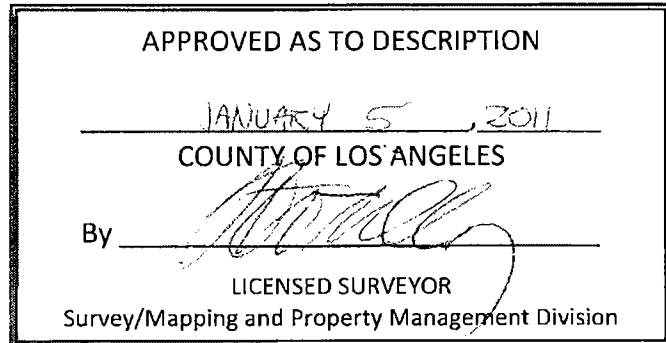 APPROVED AS TO DESCRIPTION
JANUARY 5, 2011
COUNTY OF LOS ANGELES
By
LICENSED SURVEYOR
Survey/Mapping and Property Management Division